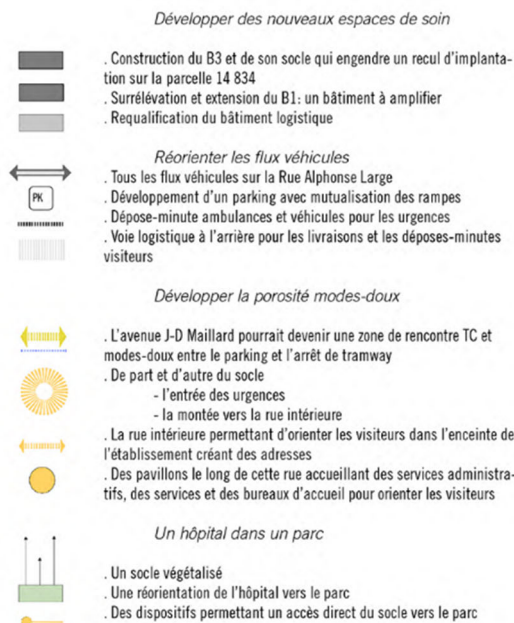 Développer des nouveaux espaces de soin
. Construction du B3 et de son socle qui engendre un recul d'implanta-
tion sur la parcelle 14 834
. Surrélévation et extension du B1: un bâtiment à amplifier
. Requalification du bâtiment logistique
Réorienter les flux véhicules
. Tous les flux véhicules sur la Rue Alphonse Large
PK
. Développement d'un parking avec mutualisation des rampes
. Dépose-minute ambulances et véhicules pour les urgences
. Voie logistique à l'arrière pour les livraisons et les déposes-minutes
visiteurs
Développer la porosité modes-doux
. L'avenue J-D Maillard pourrait devenir une zone de rencontre TC et
modes-doux entre le parking et l'arrêt de tramway
. De part et d'autre du socle
- l'entrée des urgences
- la montée vers la rue intérieure
. La rue intérieure permettant d'orienter les visiteurs dans l'enceinte de
l'établissement créant des adresses
. Des pavillons le long de cette rue accueillant des services administra-
tifs, des services et des bureaux d'accueil pour orienter les visiteurs
Un hôpital dans un parc
. Un socle végétalisé
. Une réorientation de l'hôpital vers le parc
. Des dispositifs permettant un accès direct du socle vers le parc